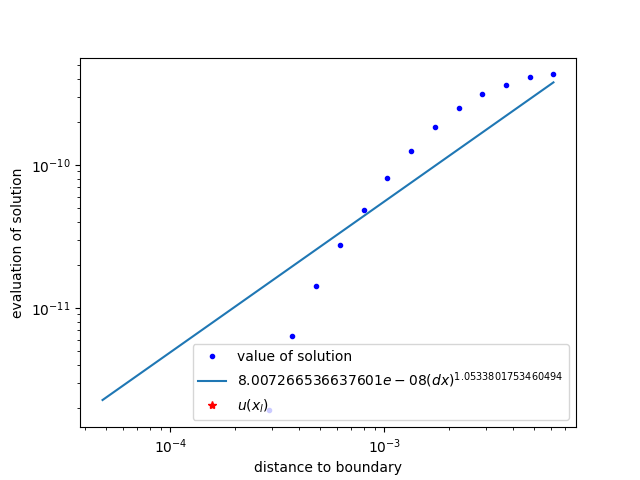 evaluation of solution
10⁻¹⁰
10⁻¹¹
value of solution
8.007266536637601e − 08(dx)^1.0533801753460494
u(x_l)
10⁻⁴
10⁻³
distance to boundary